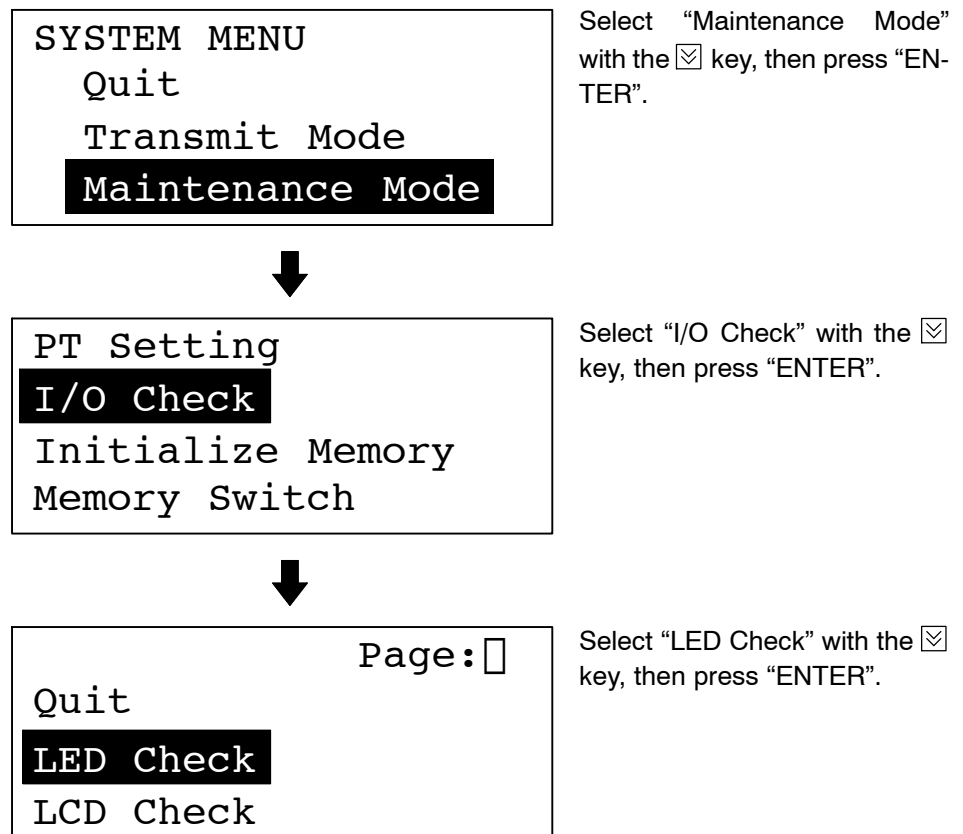 SYSTEM MENU
Quit
Transmit Mode
Maintenance Mode
Select “Maintenance Mode”
with the key, then press “EN-
TER”.
PT Setting
I/O Check
Initialize Memory
Memory Switch
Select “I/O Check” with the
key, then press “ENTER”.
Page:
Quit
LED Check
LCD Check
Select “LED Check” with the
key, then press “ENTER”.